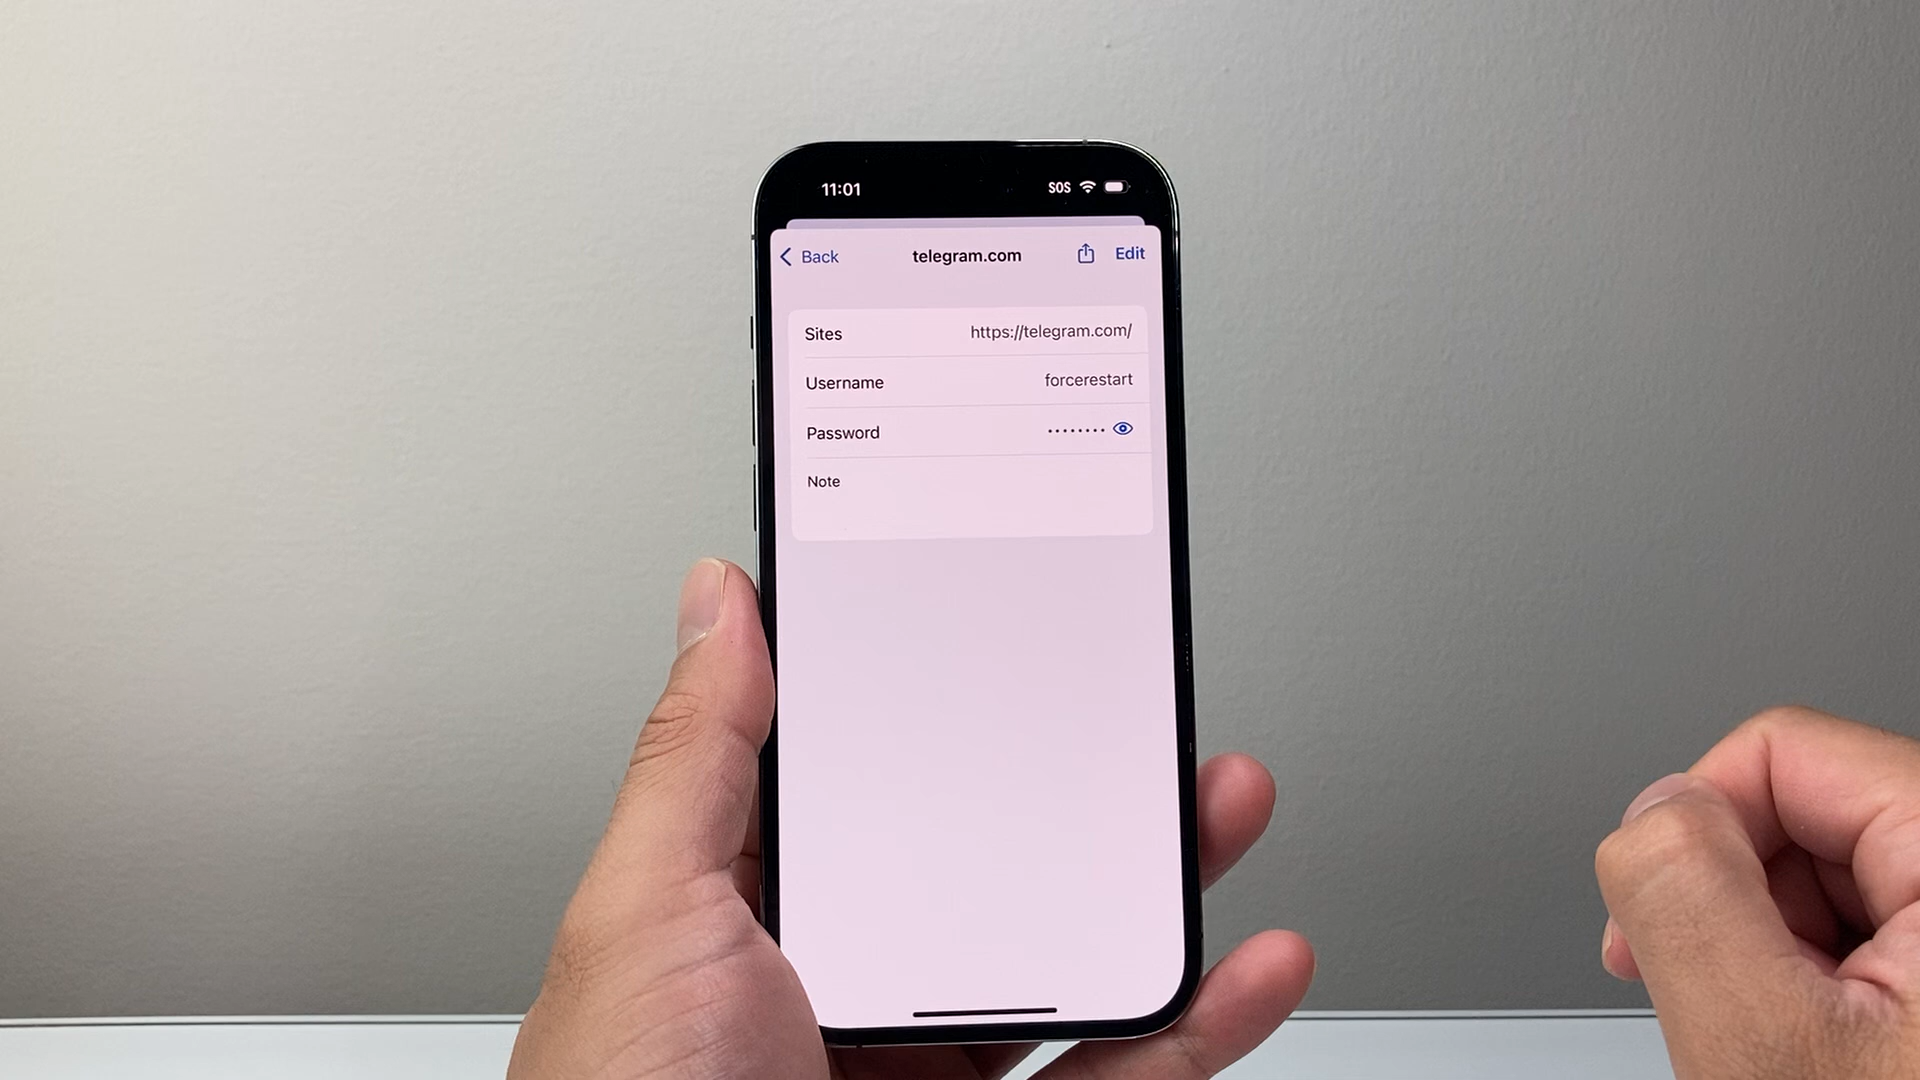 11:01 SOS
Back telegram.com Edit
Sites https://telegram.com/
Username forcerestart
Password ••••••••
Note